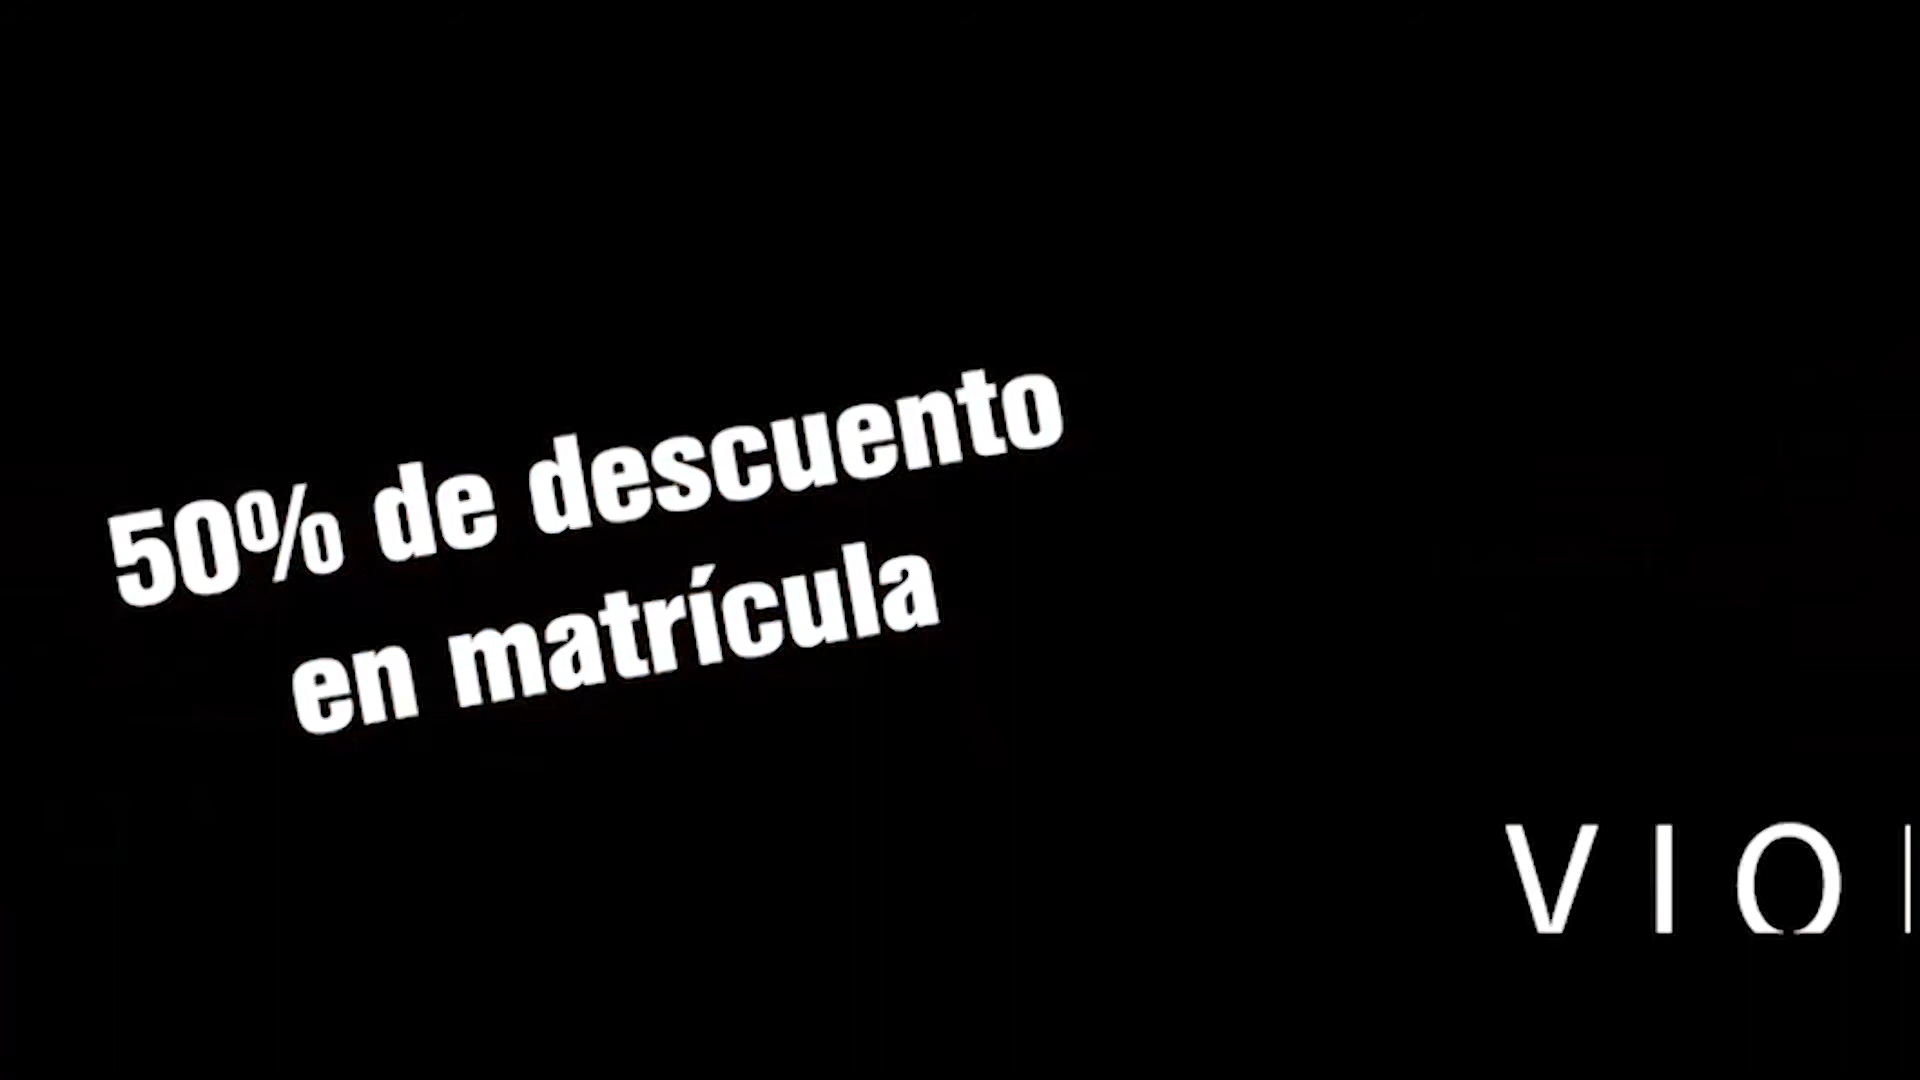 50% de descuento
en matrícula
VIO